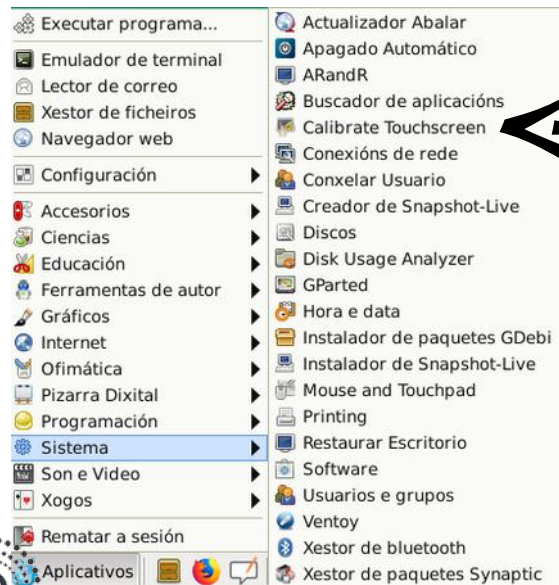 Executar programa...
Emulador de terminal
Lector de correo
Xestor de ficheiros
Navegador web
Configuración
Accesorios
Ciencias
Educación
Ferramentas de autor
Gráficos
Internet
Ofimática
Pizarra Dixital
Programación
Sistema
Son e Video
Xogos
Rematar a sesión
Aplicativos
Actualizador Abalar
Apagado Automático
ARandR
Buscador de aplicacións
Calibrate Touchscreen
Conexións de rede
Conxelar Usuario
Creador de Snapshot-Live
Discos
Disk Usage Analyzer
GParted
Hora e data
Instalador de paquetes GDebi
Instalador de Snapshot-Live
Mouse and Touchpad
Printing
Restaurar Escritorio
Software
Usuarios e grupos
Ventoy
Xestor de bluetooth
Xestor de paquetes Synaptic